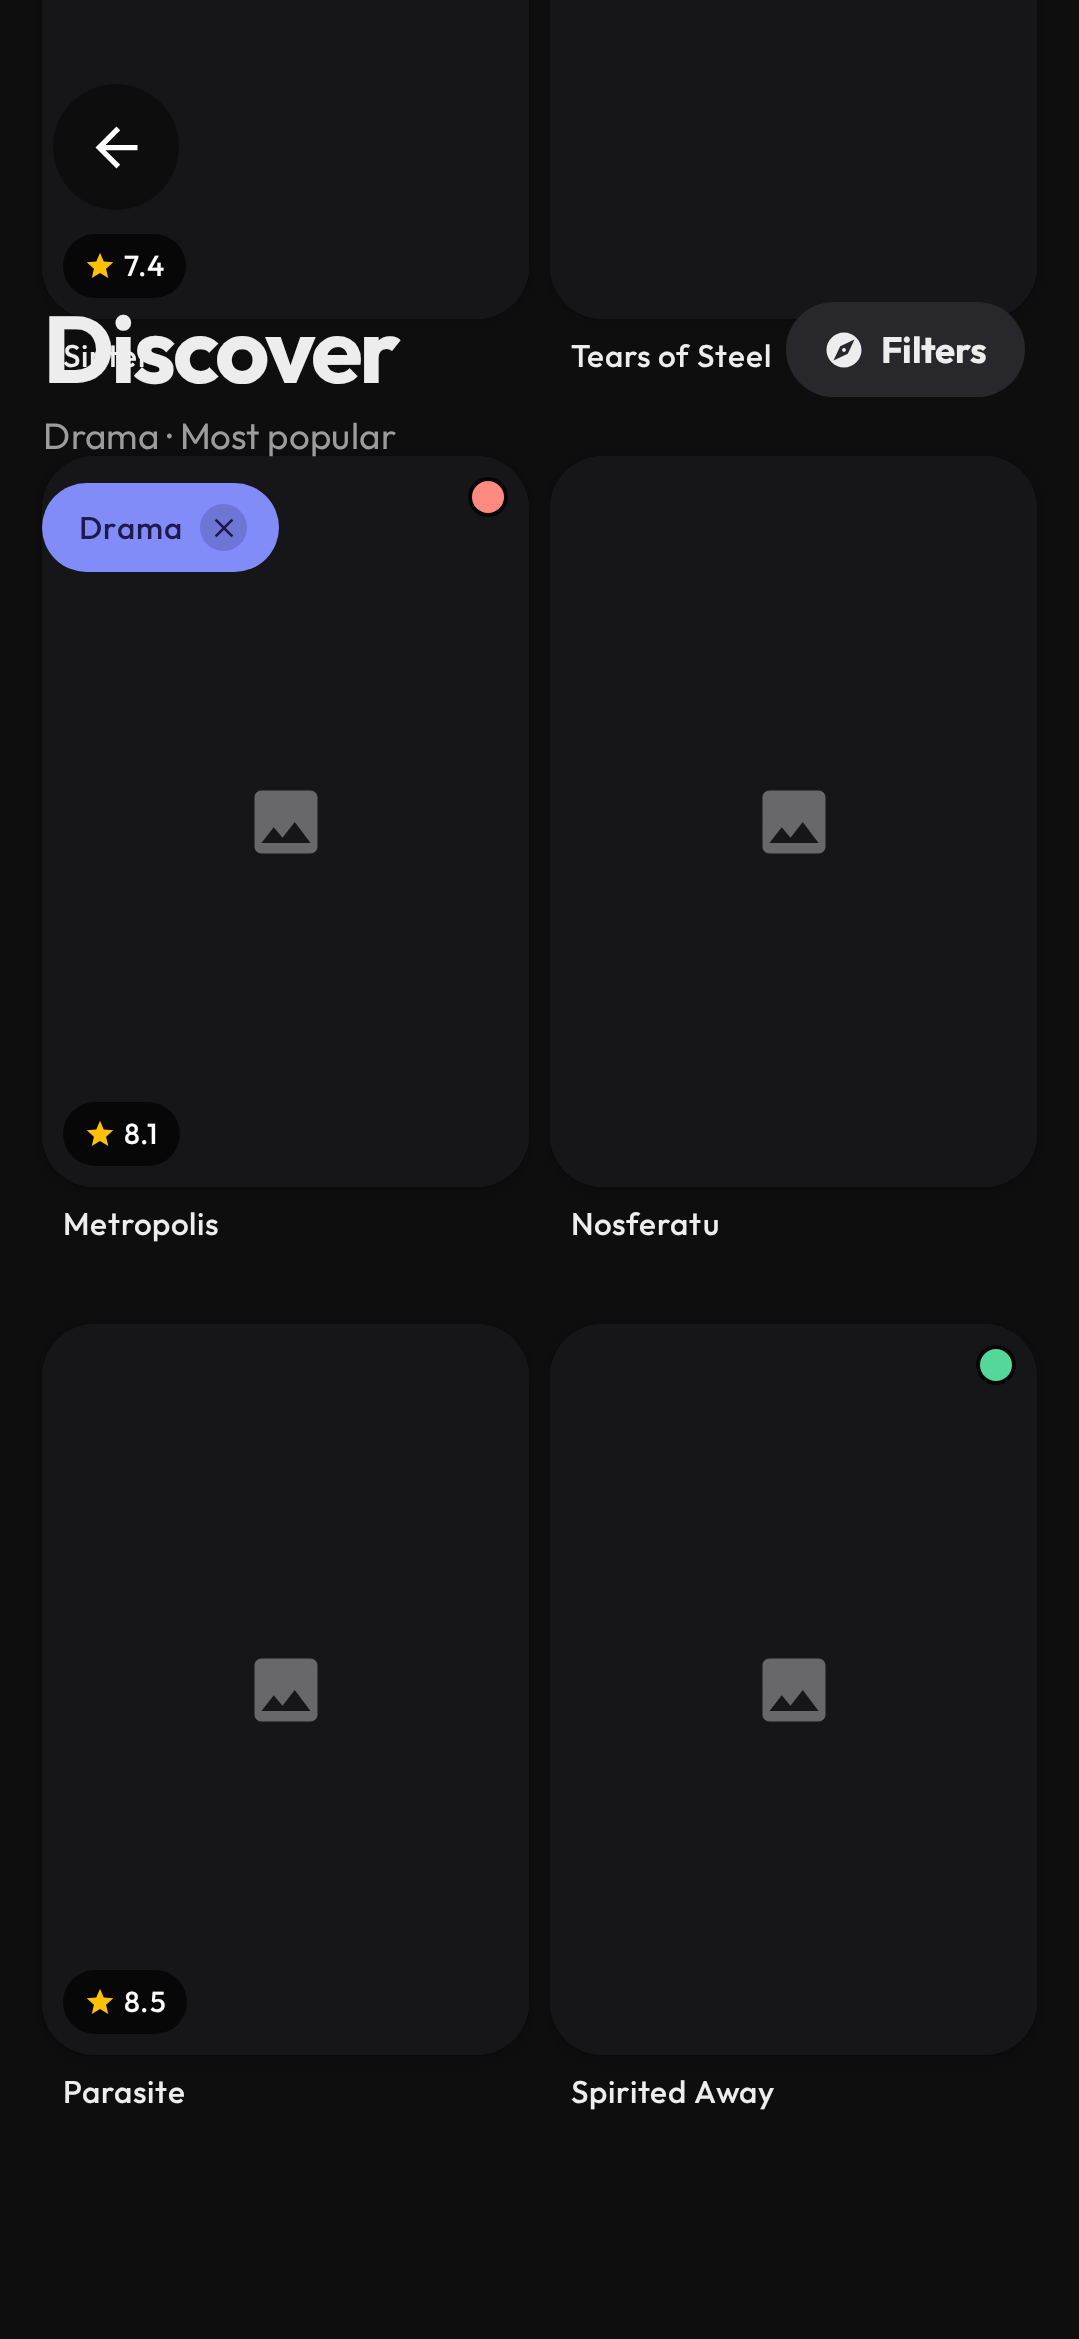 7.4
Discover
Tears of Steel
Filters
Drama · Most popular
Drama
8.1
Metropolis
Nosferatu
8.5
Parasite
Spirited Away